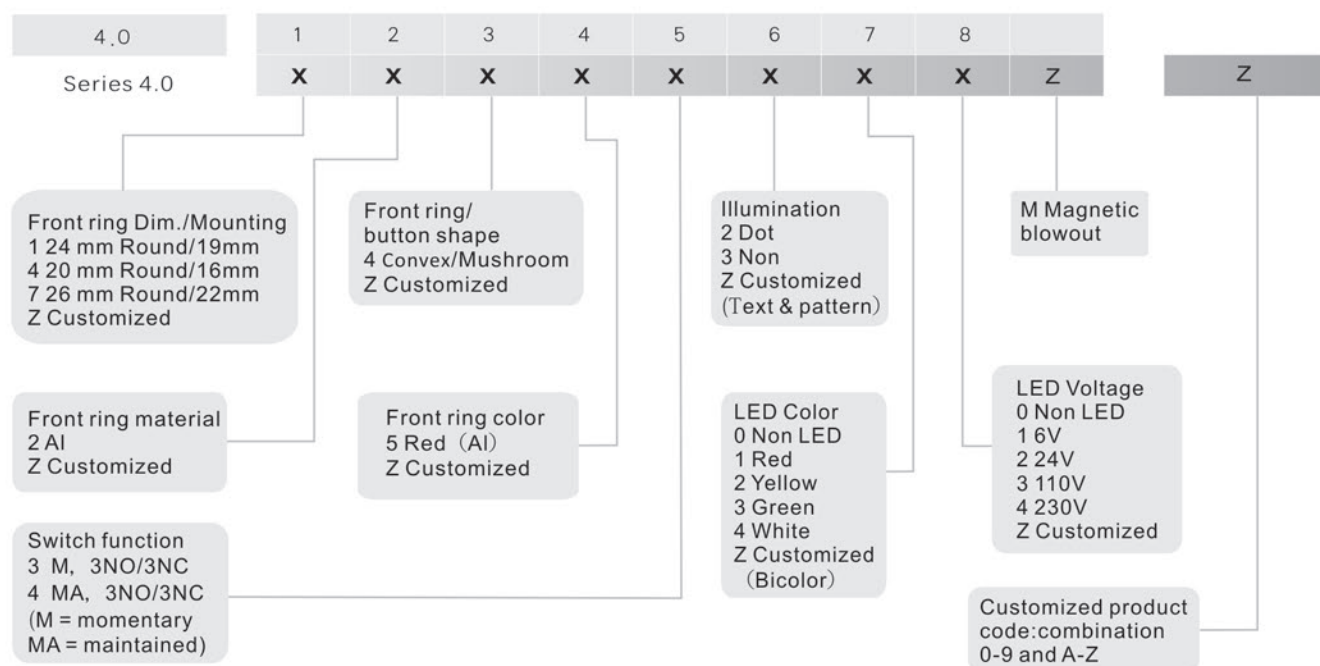 4.0 1 2 3 4 5 6 7 8
Series 4.0 X X X X X X X X Z Z
Front ring Dim./Mounting
1 24 mm Round/19mm
4 20 mm Round/16mm
7 26 mm Round/22mm
Z Customized
Front ring/
button shape
4 Convex/Mushroom
Z Customized
Illumination
2 Dot
3 Non
Z Customized
(Text & pattern)
M Magnetic
blowout
Front ring material
2 Al
Z Customized
Front ring color
5 Red (Al)
Z Customized
LED Color
0 Non LED
1 Red
2 Yellow
3 Green
4 White
Z Customized
(Bicolor)
LED Voltage
0 Non LED
1 6V
2 24V
3 110V
4 230V
Z Customized
Switch function
3 M, 3NO/3NC
4 MA, 3NO/3NC
(M = momentary
MA = maintained)
Customized product
code:combination
0-9 and A-Z